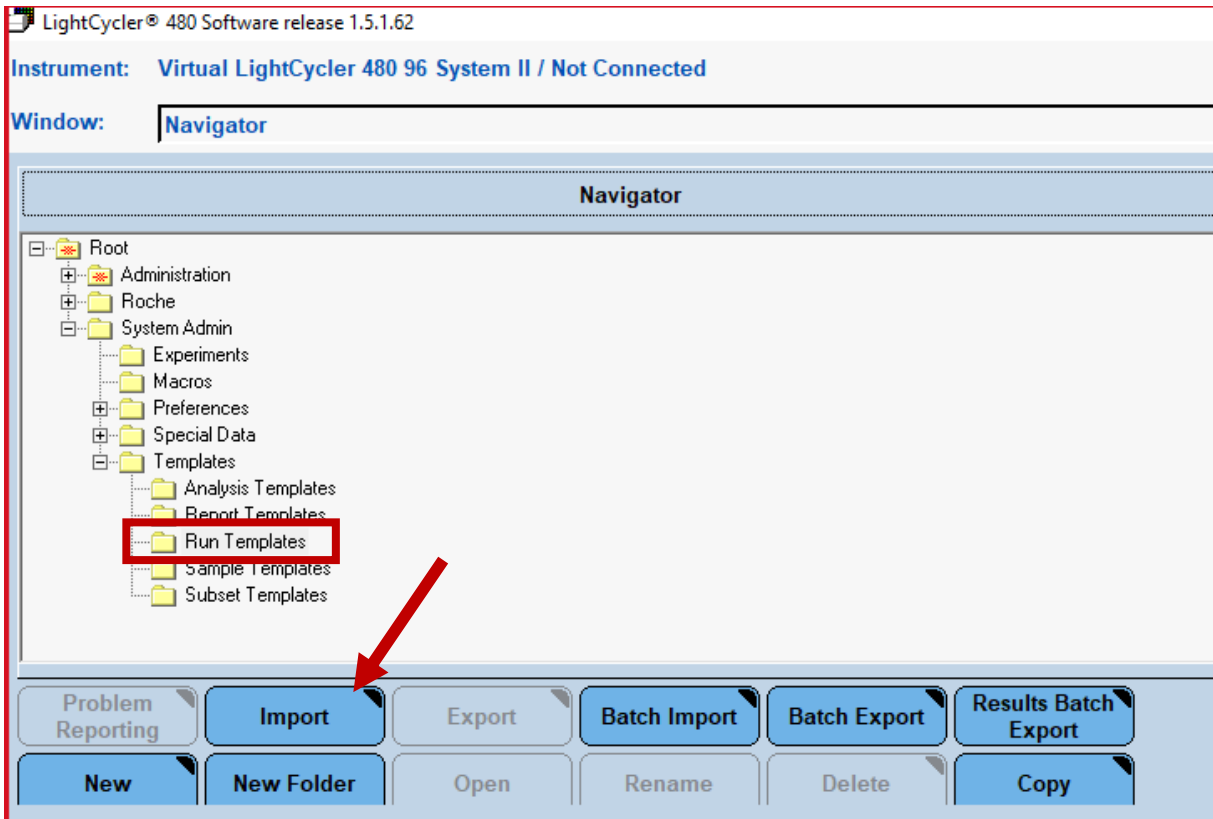 LightCycler® 480 Software release 1.5.1.62
Instrument: Virtual LightCycler 480 96 System II / Not Connected
Window: Navigator
Navigator
Root
Administration
Roche
System Admin
Experiments
Macros
Preferences
Special Data
Templates
Analysis Templates
Report Templates
Run Templates
Sample Templates
Subset Templates
Problem
Reporting
Import
Export
Batch Import
Batch Export
Results Batch
Export
New
New Folder
Open
Rename
Delete
Copy